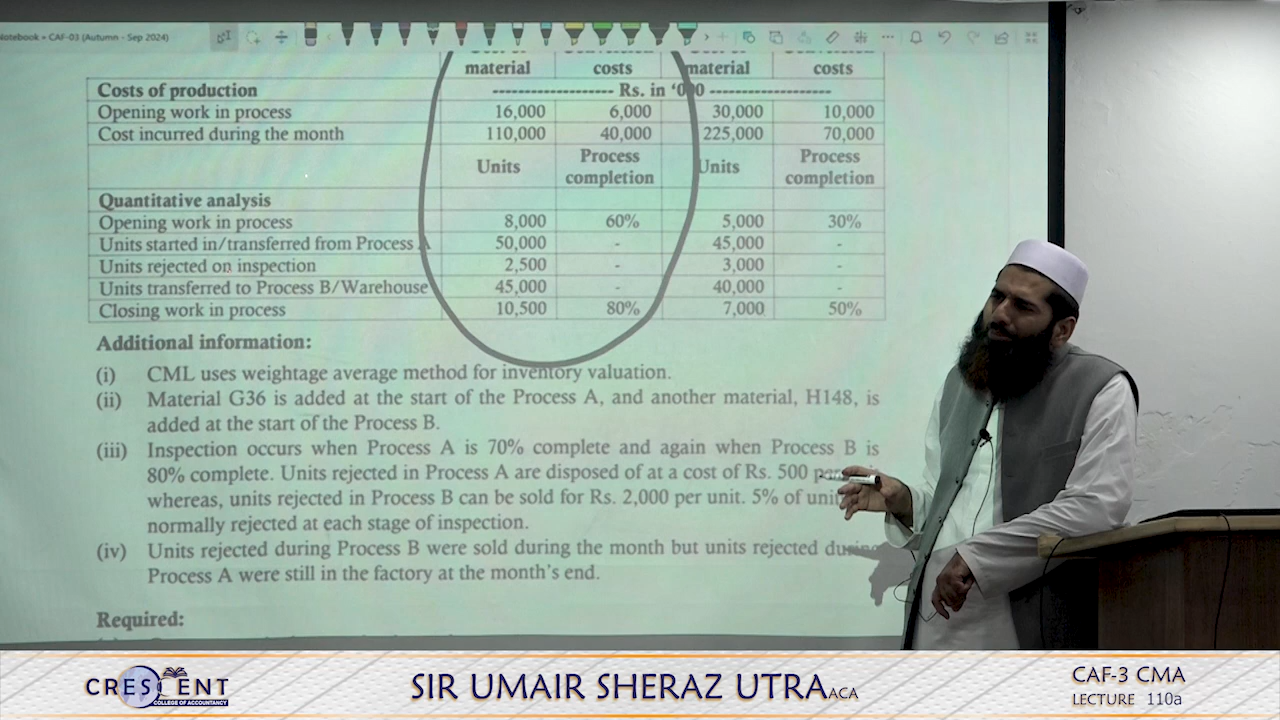 Notebook • CAF-03 (Autumn - Sep 2024)
material costs material costs
Costs of production ------------------- Rs. in ‘000 -------------------
Opening work in process 16,000 6,000 30,000 10,000
Cost incurred during the month 110,000 40,000 225,000 70,000
Units Process completion Units Process completion
Quantitative analysis
Opening work in process 8,000 60% 5,000 30%
Units started in/transferred from Process A 50,000 - 45,000 -
Units rejected on inspection 2,500 - 3,000 -
Units transferred to Process B/Warehouse 45,000 - 40,000 -
Closing work in process 10,500 80% 7,000 50%
Additional information:
(i) CML uses weightage average method for inventory valuation.
(ii) Material G36 is added at the start of the Process A, and another material, H148, is
added at the start of the Process B.
(iii) Inspection occurs when Process A is 70% complete and again when Process B is
80% complete. Units rejected in Process A are disposed of at a cost of Rs. 500
whereas, units rejected in Process B can be sold for Rs. 2,000 per unit. 5% of
normally rejected at each stage of inspection.
(iv) Units rejected during Process B were sold during the month but units rejected
Process A were still in the factory at the month's end.
Required:
CRESCENT
COLLEGE OF ACCOUNTANCY
SIR UMAIR SHERAZ UTRA ACA
CAF-3 CMA
LECTURE 110a